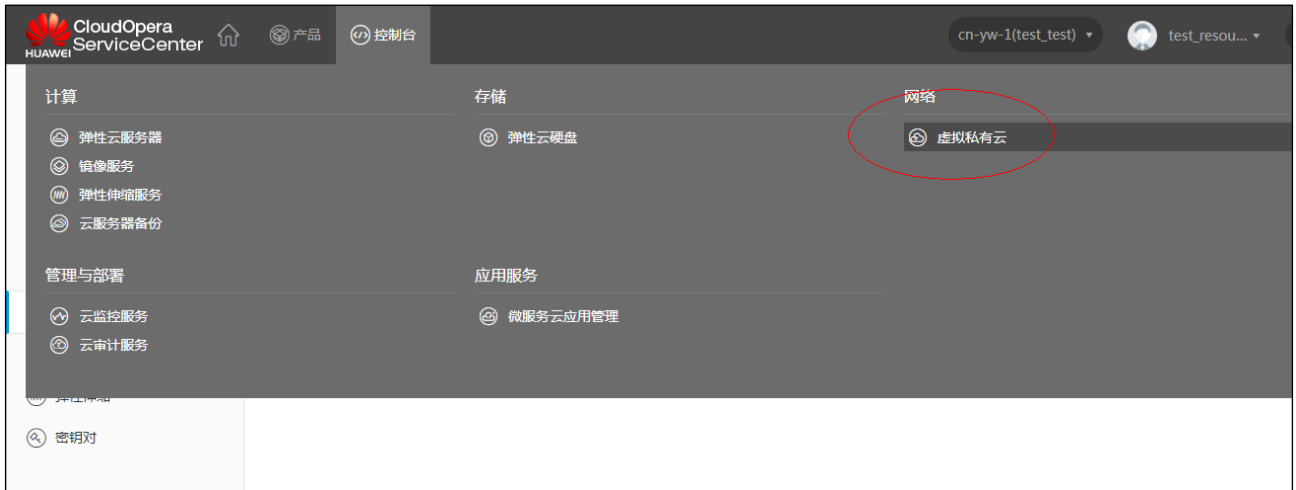 CloudOpera
ServiceCenter
HUAWEI
产品
控制台
cn-yw-1(test_test)
test_resou...
计算
弹性云服务器
镜像服务
弹性伸缩服务
云服务器备份
存储
弹性云硬盘
网络
虚拟私有云
管理与部署
云监控服务
云审计服务
应用服务
微服务云应用管理
密钥对